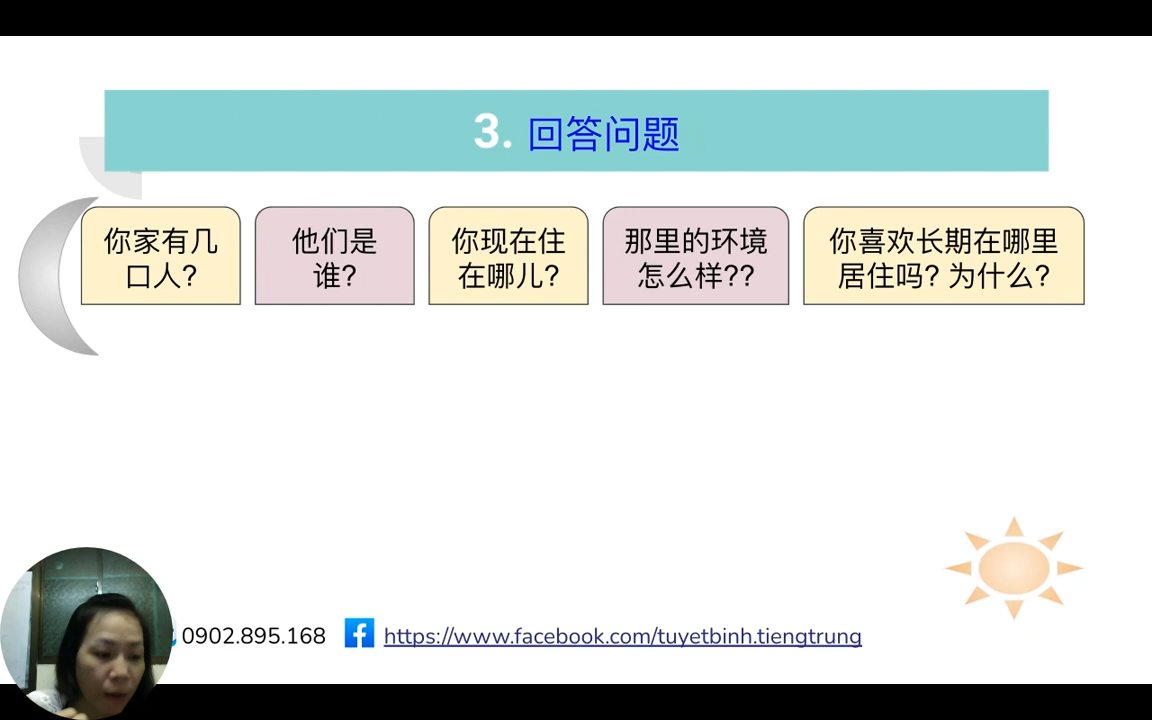 3. 回答问题
你家有几
口人?
他们是
谁?
你现在住
在哪儿?
那里的环境
怎么样??
你喜欢长期在哪里
居住吗? 为什么?
0902.895.168
https://www.facebook.com/tuyetbinh.tiengtrung